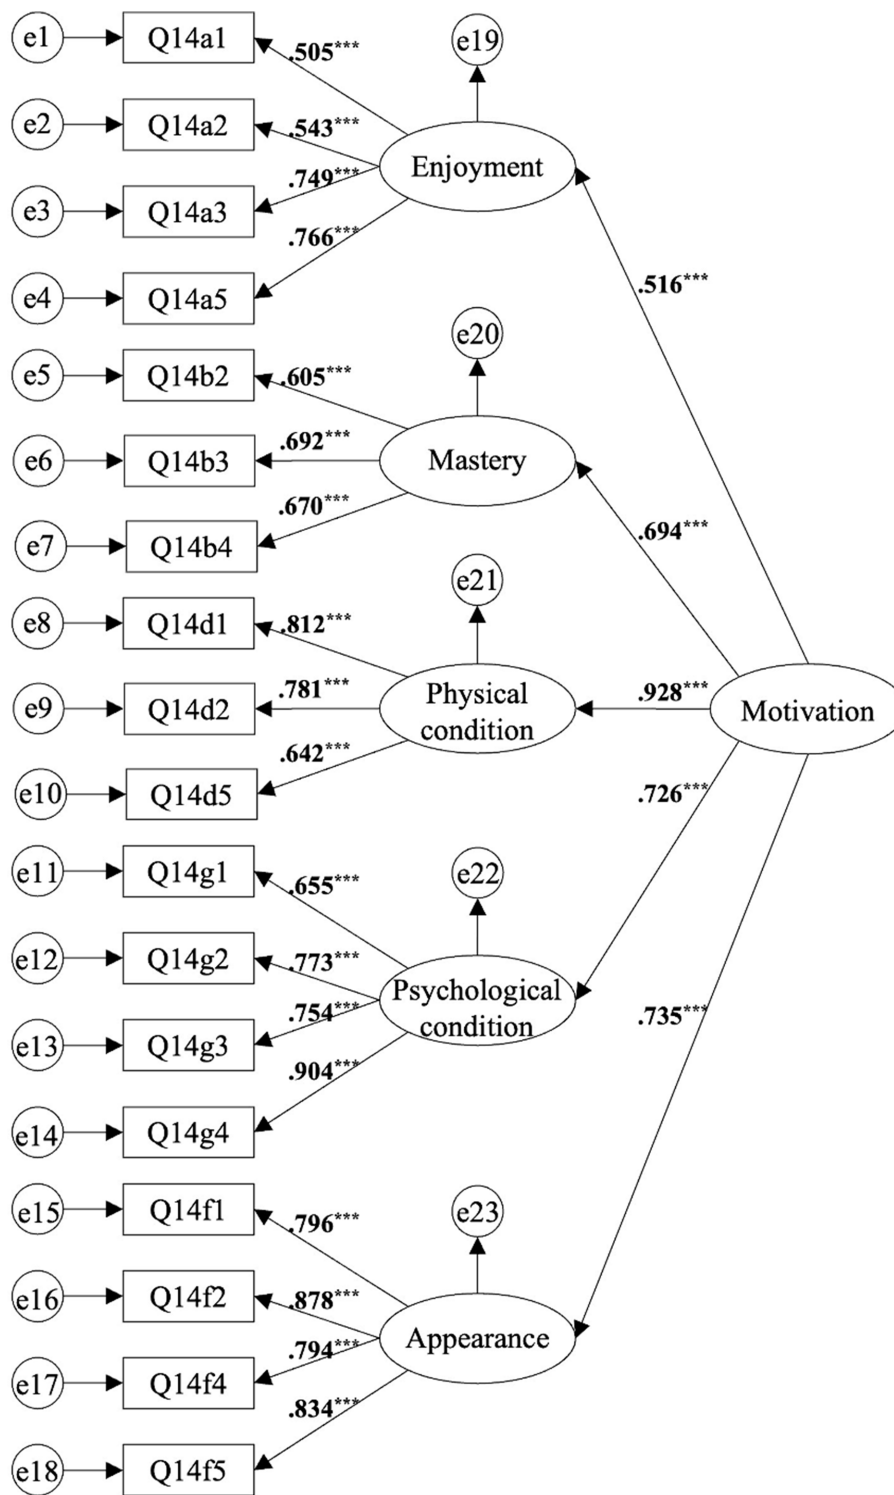 e1
Q14a1
.505***
e19
e2
Q14a2
.543***
Enjoyment
e3
Q14a3
.749***
e4
Q14a5
.766***
.516***
e5
Q14b2
.605***
e20
e6
Q14b3
.692***
Mastery
e7
Q14b4
.670***
.694***
e8
Q14d1
.812***
e21
e9
Q14d2
.781***
Physical
condition
.928***
Motivation
e10
Q14d5
.642***
.726***
e11
Q14g1
.655***
e22
e12
Q14g2
.773***
Psychological
condition
e13
Q14g3
.754***
.735***
e14
Q14g4
.904***
e15
Q14f1
.796***
e23
e16
Q14f2
.878***
Appearance
e17
Q14f4
.794***
e18
Q14f5
.834***